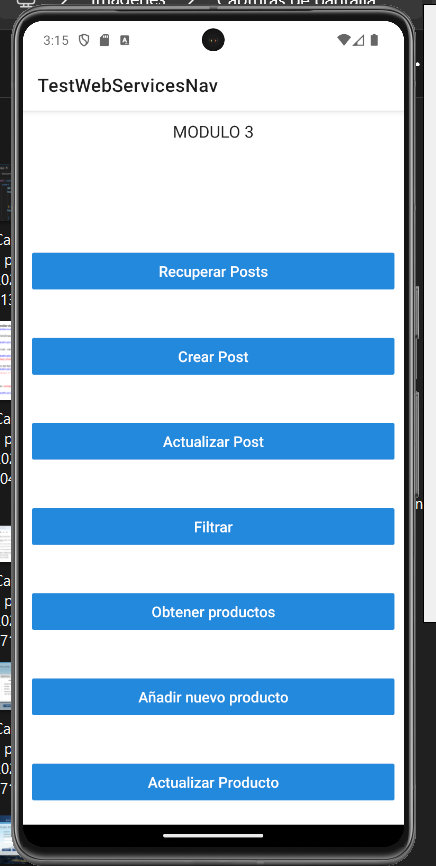 3:15
TestWebServicesNav
MODULO 3
Recuperar Posts
Crear Post
Actualizar Post
Filtrar
Obtener productos
Añadir nuevo producto
Actualizar Producto